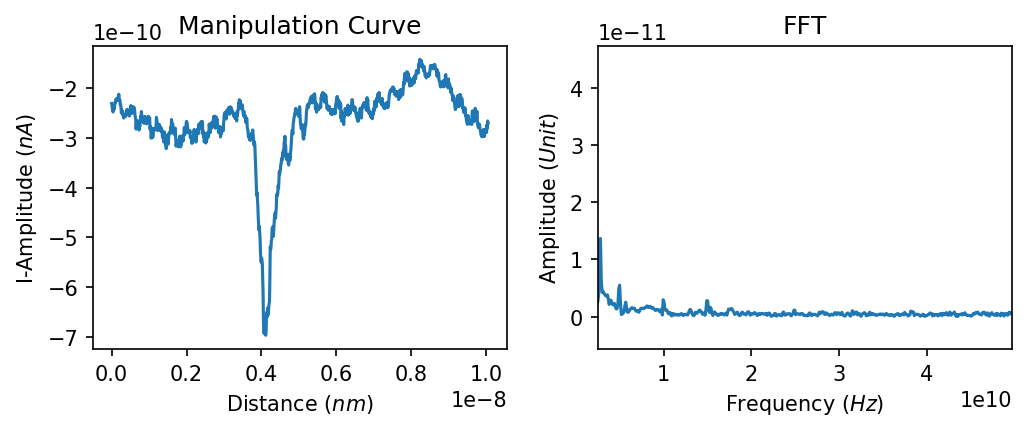 Manipulation Curve
1e−10
−2
−3
−4
−5
−6
−7
I-Amplitude (nA)
0.0 0.2 0.4 0.6 0.8 1.0
1e−8
Distance (nm)
FFT
1e−11
4
3
2
1
0
Amplitude (Unit)
1 2 3 4
1e10
Frequency (Hz)